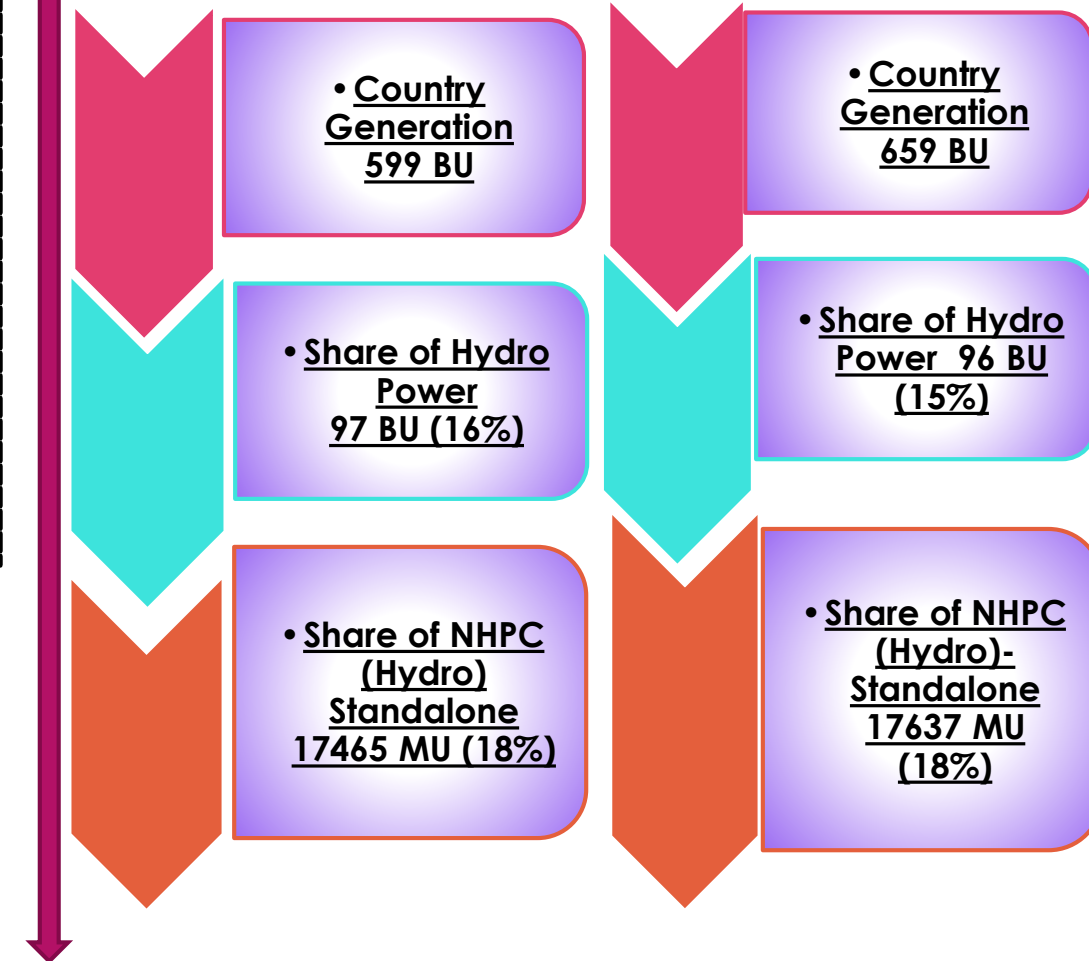 • Country
Generation
599 BU
• Share of Hydro
Power
97 BU (16%)
• Share of NHPC
(Hydro)
Standalone
17465 MU (18%)
• Country
Generation
659 BU
• Share of Hydro
Power  96 BU
(15%)
• Share of NHPC
(Hydro)-
Standalone
17637 MU
(18%)